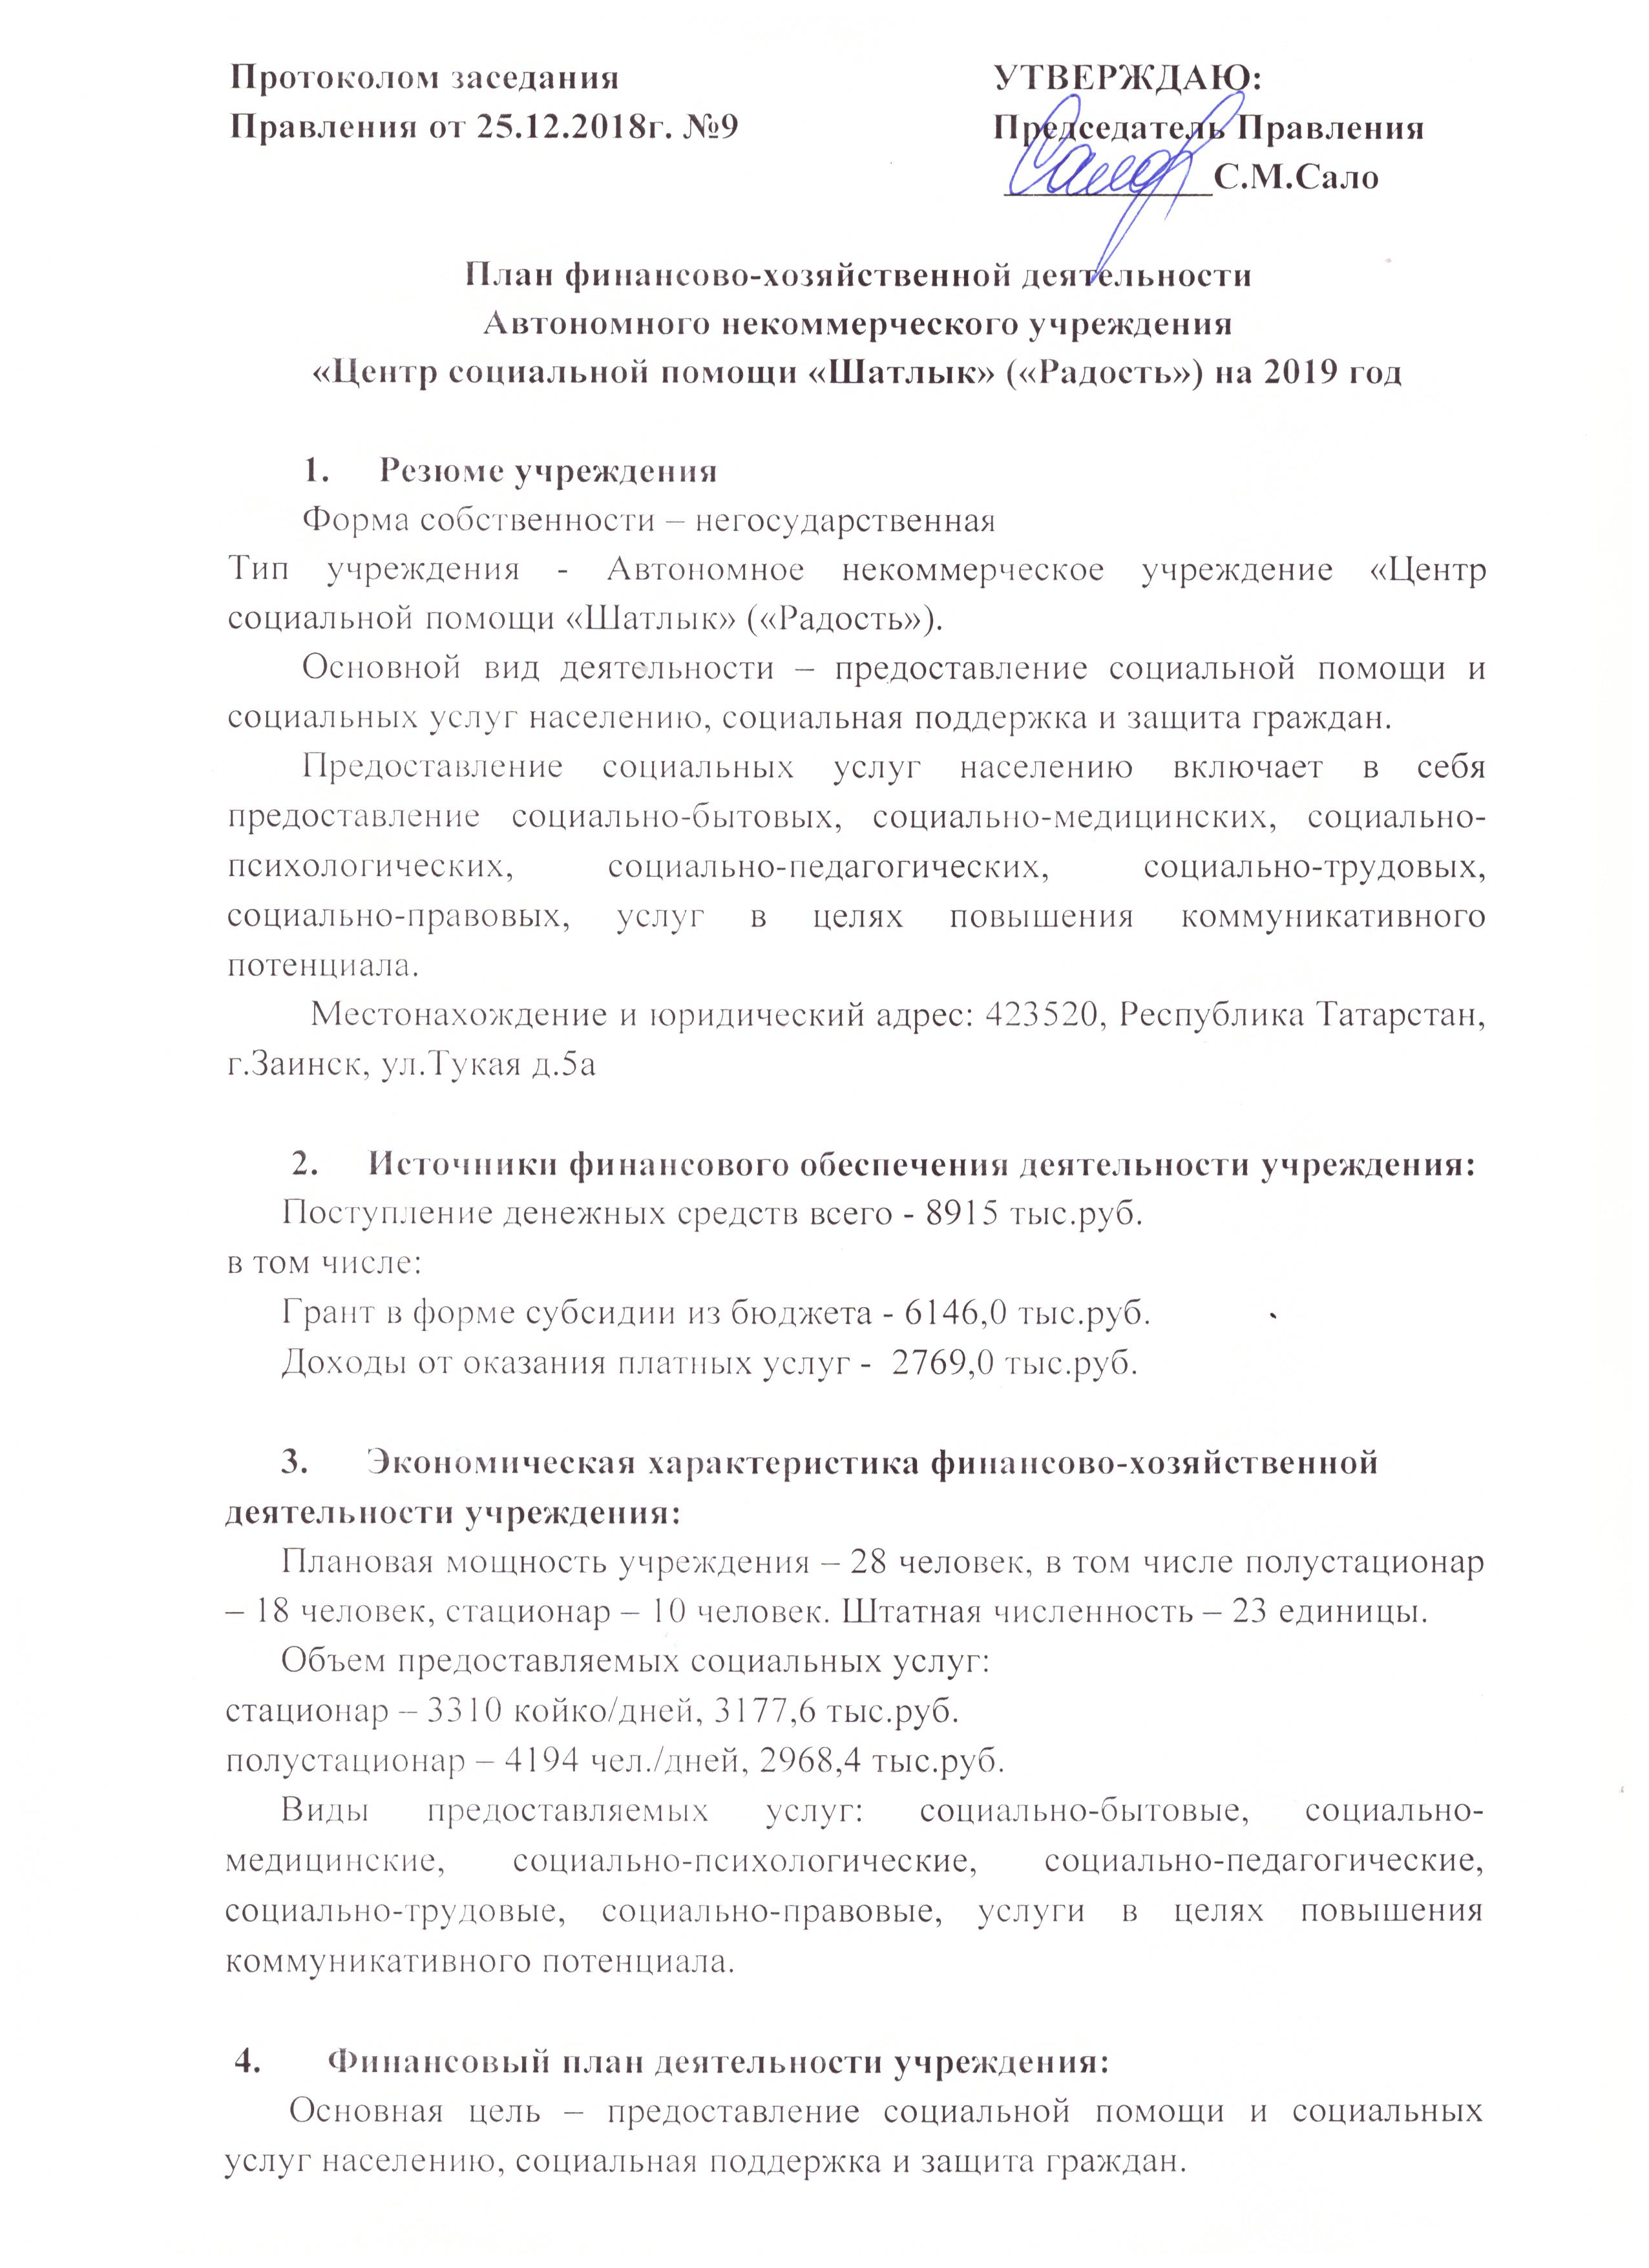 Протоколом заседания УТВЕРЖДАЮ:
Правления от 25.12.2018г. №9 Председатель Правления
С.М.Сало
План финансово-хозяйственной деятельности
Автономного некоммерческого учреждения
«Центр социальной помощи «Шатлык» («Радость») на 2019 год
1. Резюме учреждения
Форма собственности – негосударственная
Тип учреждения - Автономное некоммерческое учреждение «Центр
социальной помощи «Шатлык» («Радость»).
Основной вид деятельности – предоставление социальной помощи и
социальных услуг населению, социальная поддержка и защита граждан.
Предоставление социальных услуг населению включает в себя
предоставление социально-бытовых, социально-медицинских, социально-
психологических, социально-педагогических, социально-трудовых,
социально-правовых, услуг в целях повышения коммуникативного
потенциала.
Местонахождение и юридический адрес: 423520, Республика Татарстан,
г.Заинск, ул.Тукая д.5а
2. Источники финансового обеспечения деятельности учреждения:
Поступление денежных средств всего - 8915 тыс.руб.
в том числе:
Грант в форме субсидии из бюджета - 6146,0 тыс.руб.
Доходы от оказания платных услуг - 2769,0 тыс.руб.
3. Экономическая характеристика финансово-хозяйственной
деятельности учреждения:
Плановая мощность учреждения – 28 человек, в том числе полустационар
– 18 человек, стационар – 10 человек. Штатная численность – 23 единицы.
Объем предоставляемых социальных услуг:
стационар – 3310 койко/дней, 3177,6 тыс.руб.
полустационар – 4194 чел./дней, 2968,4 тыс.руб.
Виды предоставляемых услуг: социально-бытовые, социально-
медицинские, социально-психологические, социально-педагогические,
социально-трудовые, социально-правовые, услуги в целях повышения
коммуникативного потенциала.
4. Финансовый план деятельности учреждения:
Основная цель – предоставление социальной помощи и социальных
услуг населению, социальная поддержка и защита граждан.